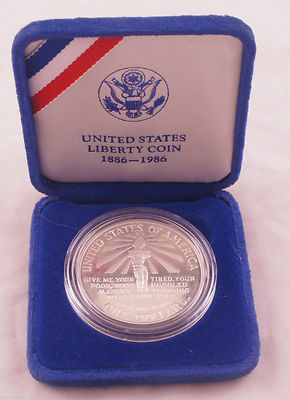 UNITED STATES
LIBERTY COIN
1886-1986
UNITED STATES OF AMERICA
GIVE ME YOUR TIRED, YOUR
POOR, YOUR HUDDLED
ONE DOLLAR